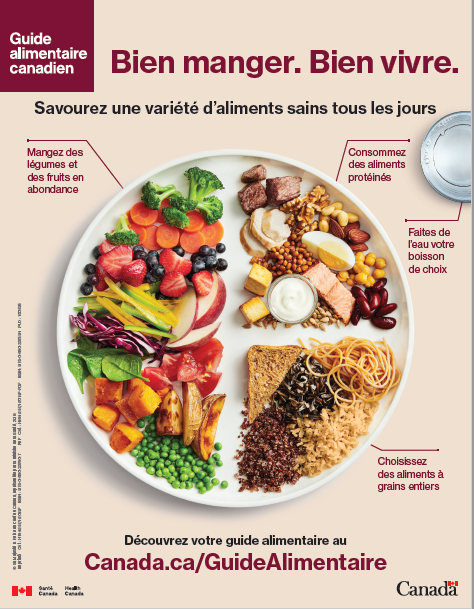 Guide
alimentaire
canadien
Bien manger. Bien vivre.
Savourez une variété d'aliments sains tous les jours
Mangez des
légumes et
des fruits en
abondance
Consommez
des aliments
protéinés
Faites de
l'eau votre
boisson
de choix
Choisissez
des aliments à
grains entiers
Découvrez votre guide alimentaire au
Canada.ca/GuideAlimentaire
Santé
Canada
Health
Canada
Canada